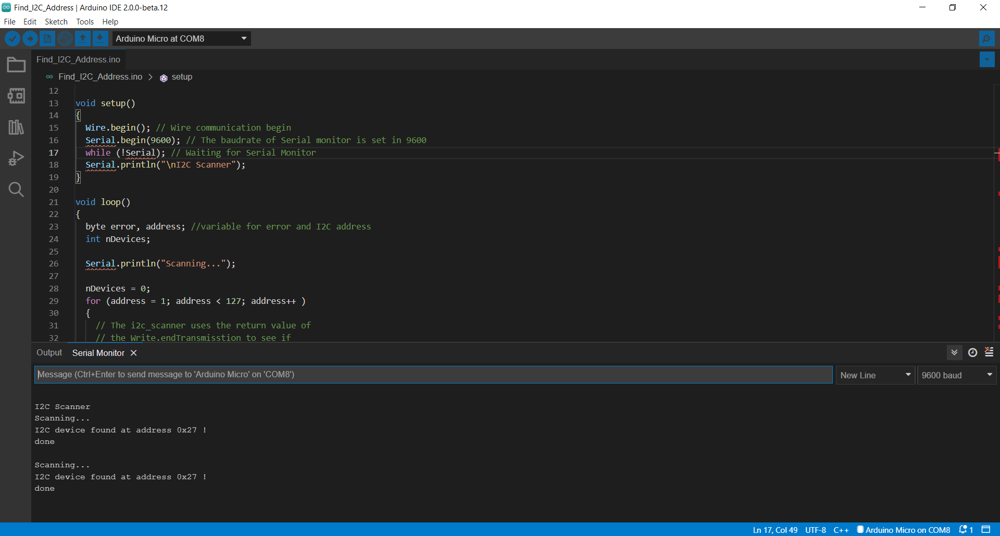 Find_I2C_Address | Arduino IDE 2.0.0-beta.12
File Edit Sketch Tools Help
Arduino Micro at COM8
Find_I2C_Address.ino
Find_I2C_Address.ino > setup
12
13 void setup()
14 {
15 Wire.begin(); // Wire communication begin
16 Serial.begin(9600); // The baudrate of Serial monitor is set in 9600
17 while (!Serial); // Waiting for Serial Monitor
18 Serial.println("\nI2C Scanner");
19 }
20
21 void loop()
22 {
23 byte error, address; //variable for error and I2C address
24 int nDevices;
25
26 Serial.println("Scanning...");
27
28 nDevices = 0;
29 for (address = 1; address < 127; address++ )
30 {
31 // The i2c_scanner uses the return value of
32 // the Write.endTransmisstion to see if
Output Serial Monitor
Message (Ctrl+Enter to send message to 'Arduino Micro' on 'COM8') New Line 9600 baud
I2C Scanner
Scanning...
I2C device found at address 0x27 !
done
Scanning...
I2C device found at address 0x27 !
done
Ln 17, Col 49 UTF-8 C++ Arduino Micro on COM8 1